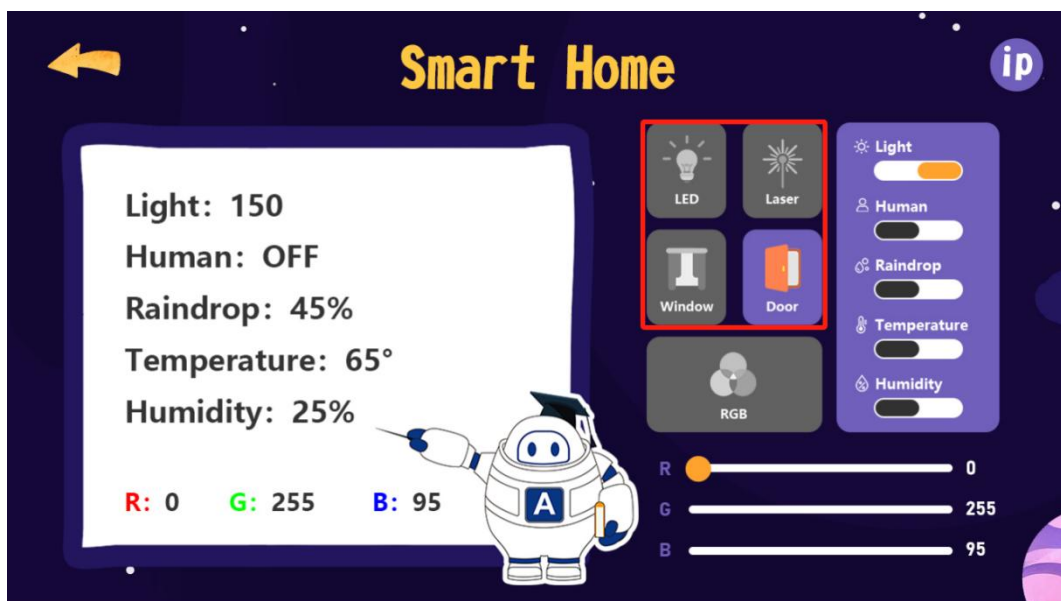 Smart Home
ip
Light: 150
Human: OFF
Raindrop: 45%
Temperature: 65°
Humidity: 25%
R: 0 G: 255 B: 95
A
LED Laser
Window Door
RGB
Light
Human
Raindrop
Temperature
Humidity
R 0
G 255
B 95